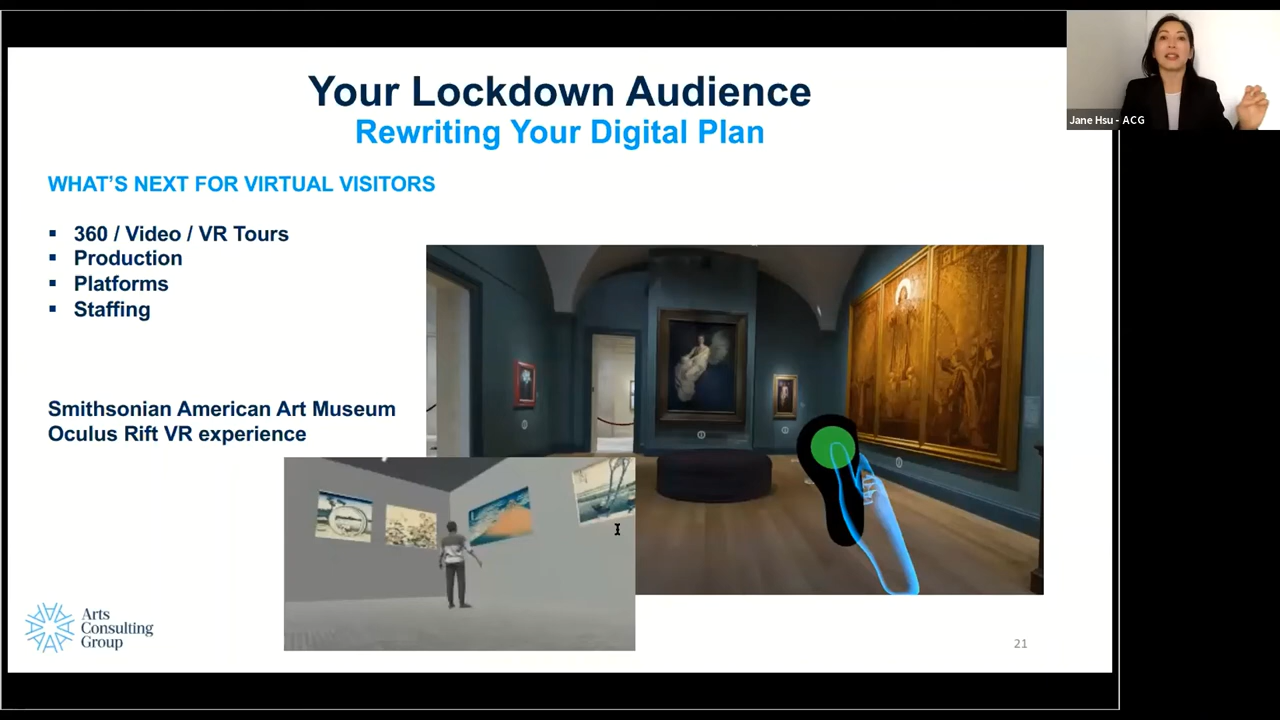 Your Lockdown Audience
Rewriting Your Digital Plan
WHAT'S NEXT FOR VIRTUAL VISITORS
▪ 360 / Video / VR Tours
▪ Production
▪ Platforms
▪ Staffing
Smithsonian American Art Museum
Oculus Rift VR experience
Arts
Consulting
Group
21
Jane Hsu - ACG